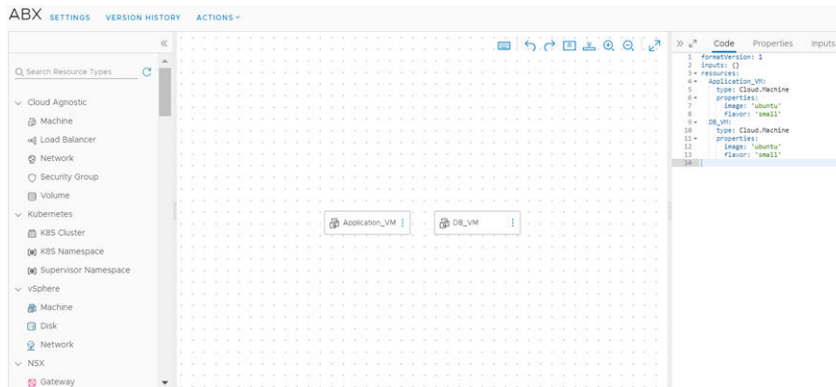 ABX SETTINGS VERSION HISTORY ACTIONS
Search Resource Types
Cloud Agnostic
Machine
Load Balancer
Network
Security Group
Volume
Kubernetes
K8S Cluster
K8S Namespace
Supervisor Namespace
vSphere
Machine
Disk
Network
NSX
Gateway
Application_VM
DB_VM
Code Properties Inputs
1 formatVersion: 1
2 inputs: {}
3 resources:
4 Application_VM:
5 type: Cloud.Machine
6 properties:
7 image: 'ubuntu'
8 flavor: 'small'
9 DB_VM:
10 type: Cloud.Machine
11 properties:
12 image: 'ubuntu'
13 flavor: 'small'
14